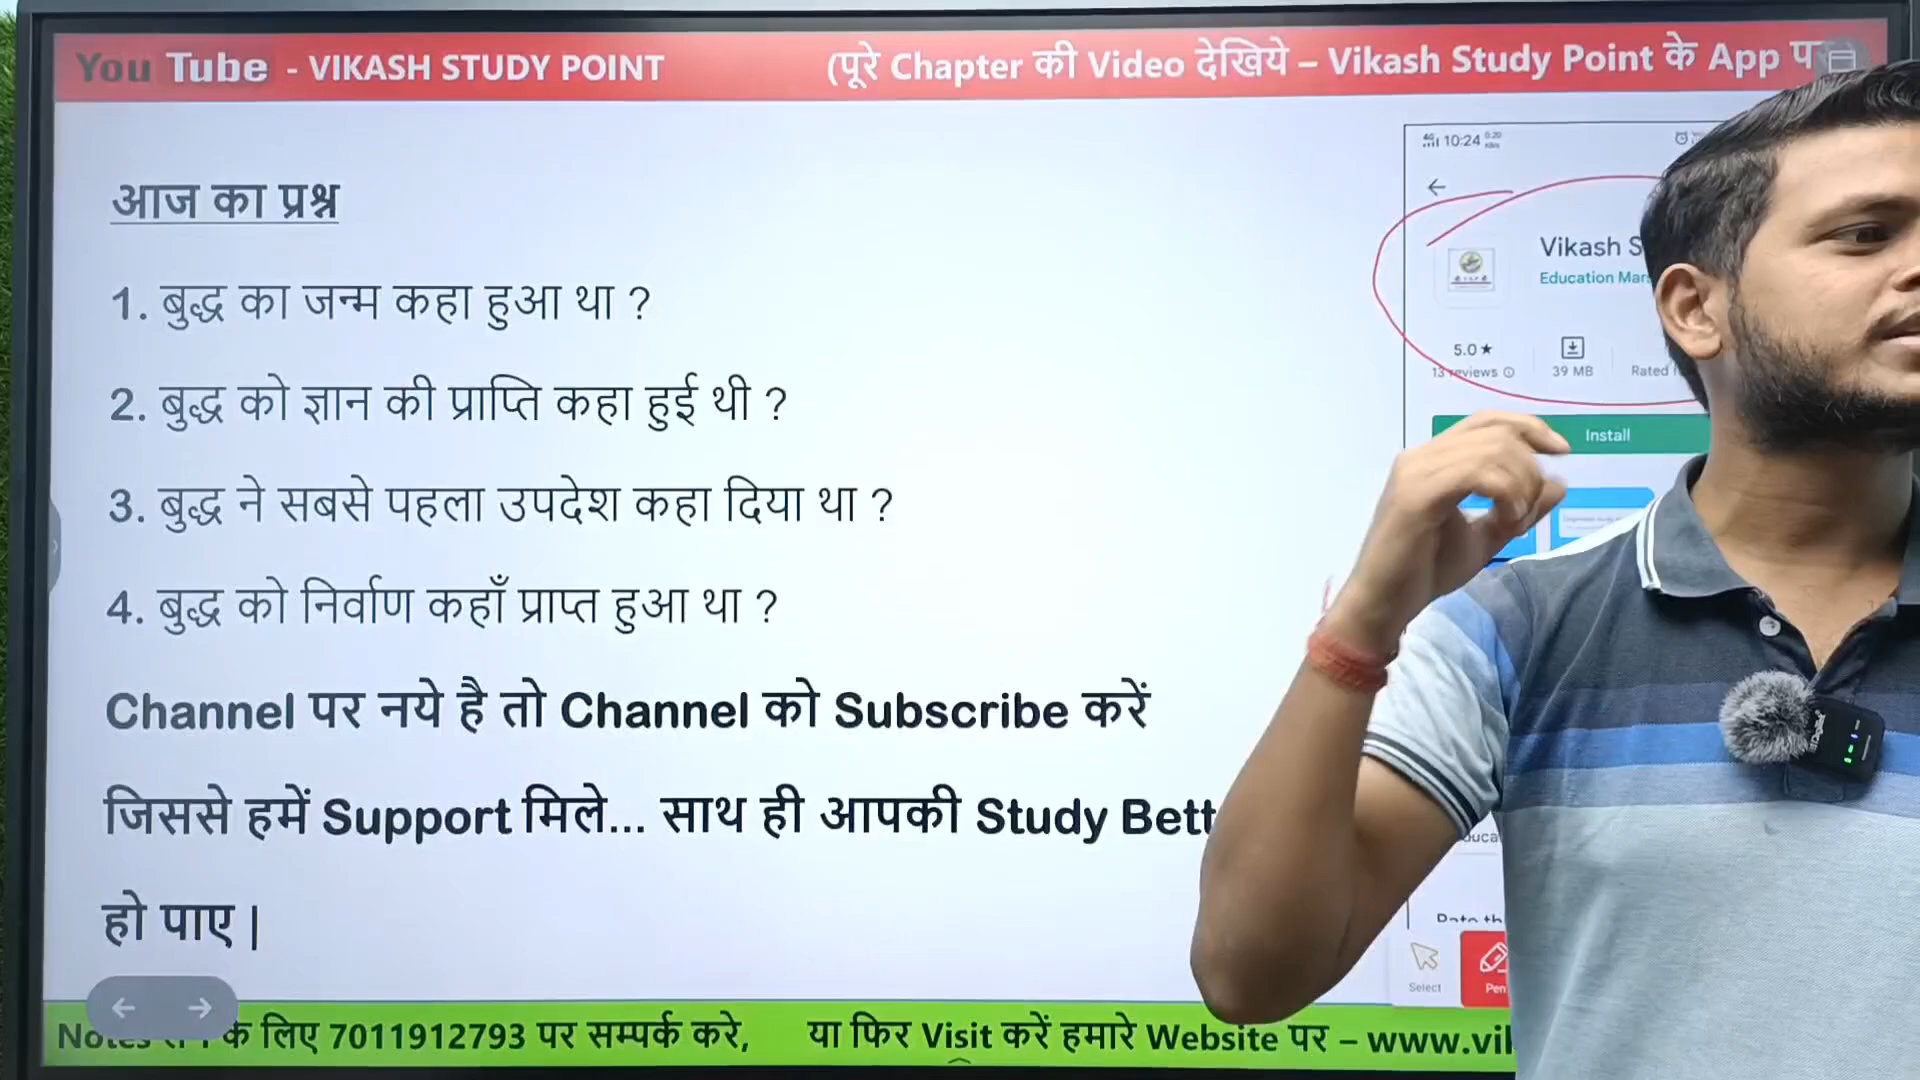 You Tube - VIKASH STUDY POINT (पूरे Chapter की Video देखिये – Vikash Study Point के App
आज का प्रश्न
1. बुद्ध का जन्म कहा हुआ था ?
2. बुद्ध को ज्ञान की प्राप्ति कहा हुई थी ?
3. बुद्ध ने सबसे पहला उपदेश कहा दिया था ?
4. बुद्ध को निर्वाण कहाँ प्राप्त हुआ था ?
Channel पर नये है तो Channel को Subscribe करें
जिससे हमें Support मिले... साथ ही आपकी Study Bett
हो पाए |
4G 10:24
Vikash S
Education Mar
5.0★
13 reviews 39 MB Rated
Install
Select Pen
के लिए 7011912793 पर सम्पर्क करे, या फिर Visit करें हमारे Website पर – www.vi